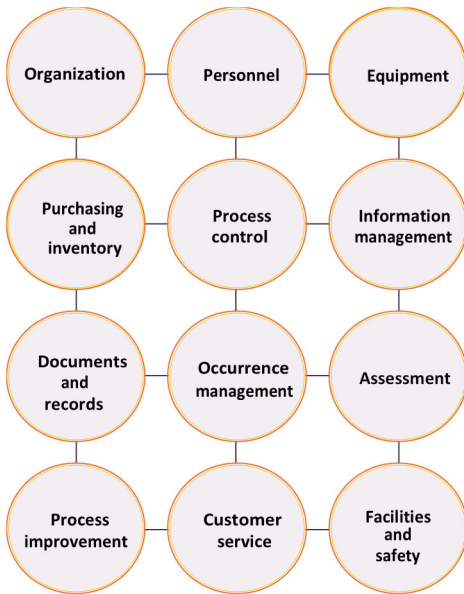 Organization
Personnel
Equipment
Purchasing
and
inventory
Process
control
Information
management
Documents
and
records
Occurrence
management
Assessment
Process
improvement
Customer
service
Facilities
and
safety